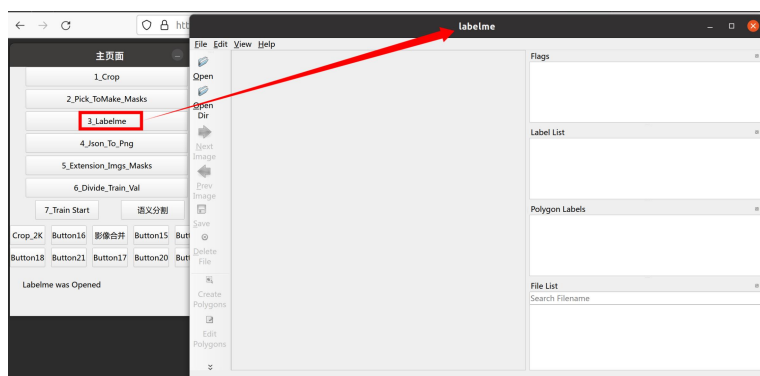 htt
labelme
主页面
File Edit View Help
1_Crop
2_Pick_ToMake_Masks
3_Labelme
4_Json_To_Png
5_Extension_Imgs_Masks
6_Divide_Train_Val
7_Train Start
语义分割
Crop_2K Button16 影像合并 Button15 Butt
Button18 Button21 Button17 Button20 Butt
Labelme was Opened
Open
Open
Dir
Next
Image
Prev
Image
Save
Delete
File
Create
Polygons
Edit
Polygons
Flags
Label List
Polygon Labels
File List
Search Filename